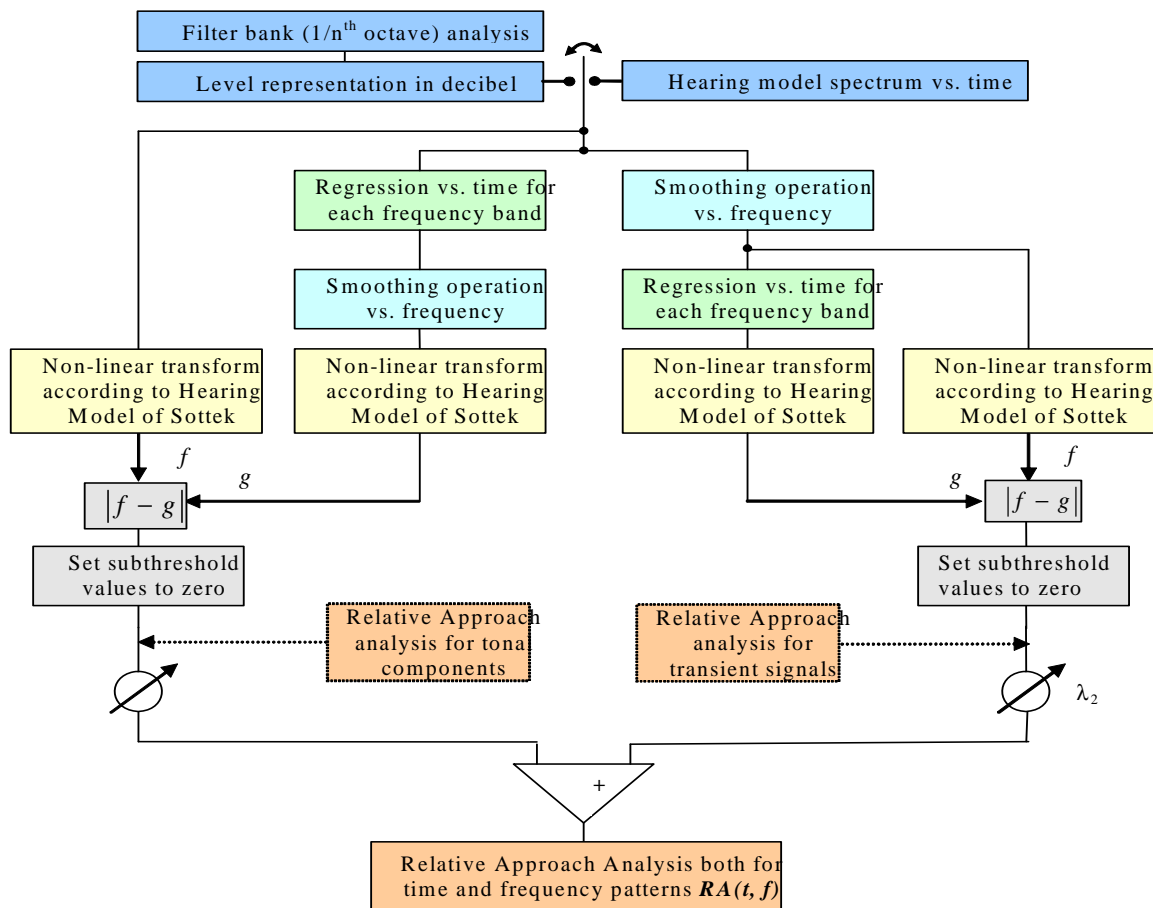 Filter bank (1/nth octave) analysis
Level representation in decibel
Hearing model spectrum vs. time
Regression vs. time for
each frequency band
Smoothing operation
vs. frequency
Smoothing operation
vs. frequency
Regression vs. time for
each frequency band
Non-linear transform
according to Hearing
Model of Sottek
Non-linear transform
according to Hearing
Model of Sottek
Non-linear transform
according to Hearing
Model of Sottek
Non-linear transform
according to Hearing
Model of Sottek
f
g
g
f
|f − g|
|f − g|
Set subthreshold
values to zero
Set subthreshold
values to zero
Relative Approach
analysis for tonal
components
Relative Approach
analysis for
transient signals
λ2
+
Relative Approach Analysis both for
time and frequency patterns RA(t, f)